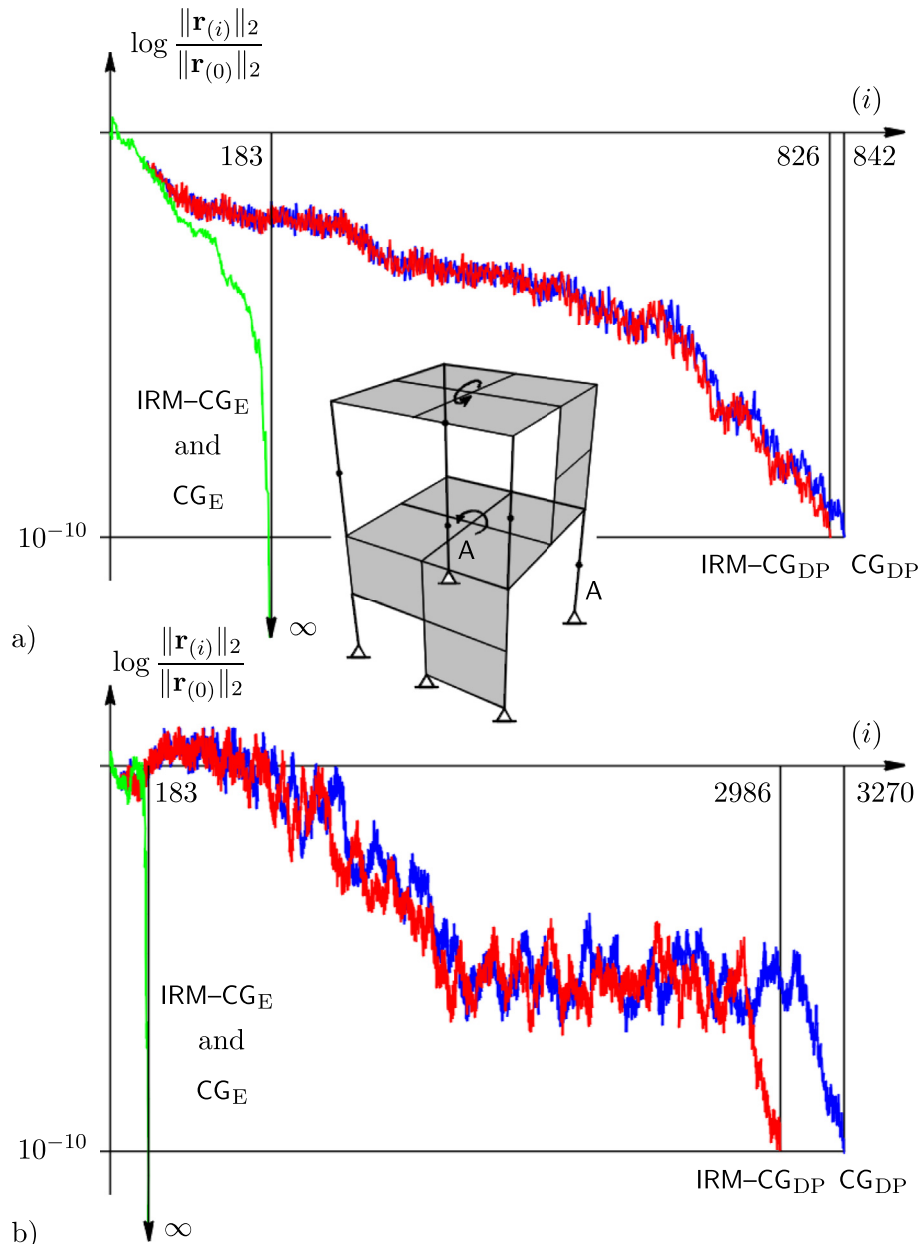 log ‖r(i)‖2 / ‖r(0)‖2
(i)
183
826
842
IRM–CGE
and
CGE
A
A
10−10
IRM–CGDP
CGDP
∞
a)
log ‖r(i)‖2 / ‖r(0)‖2
(i)
183
2986
3270
IRM–CGE
and
CGE
10−10
IRM–CGDP
CGDP
∞
b)